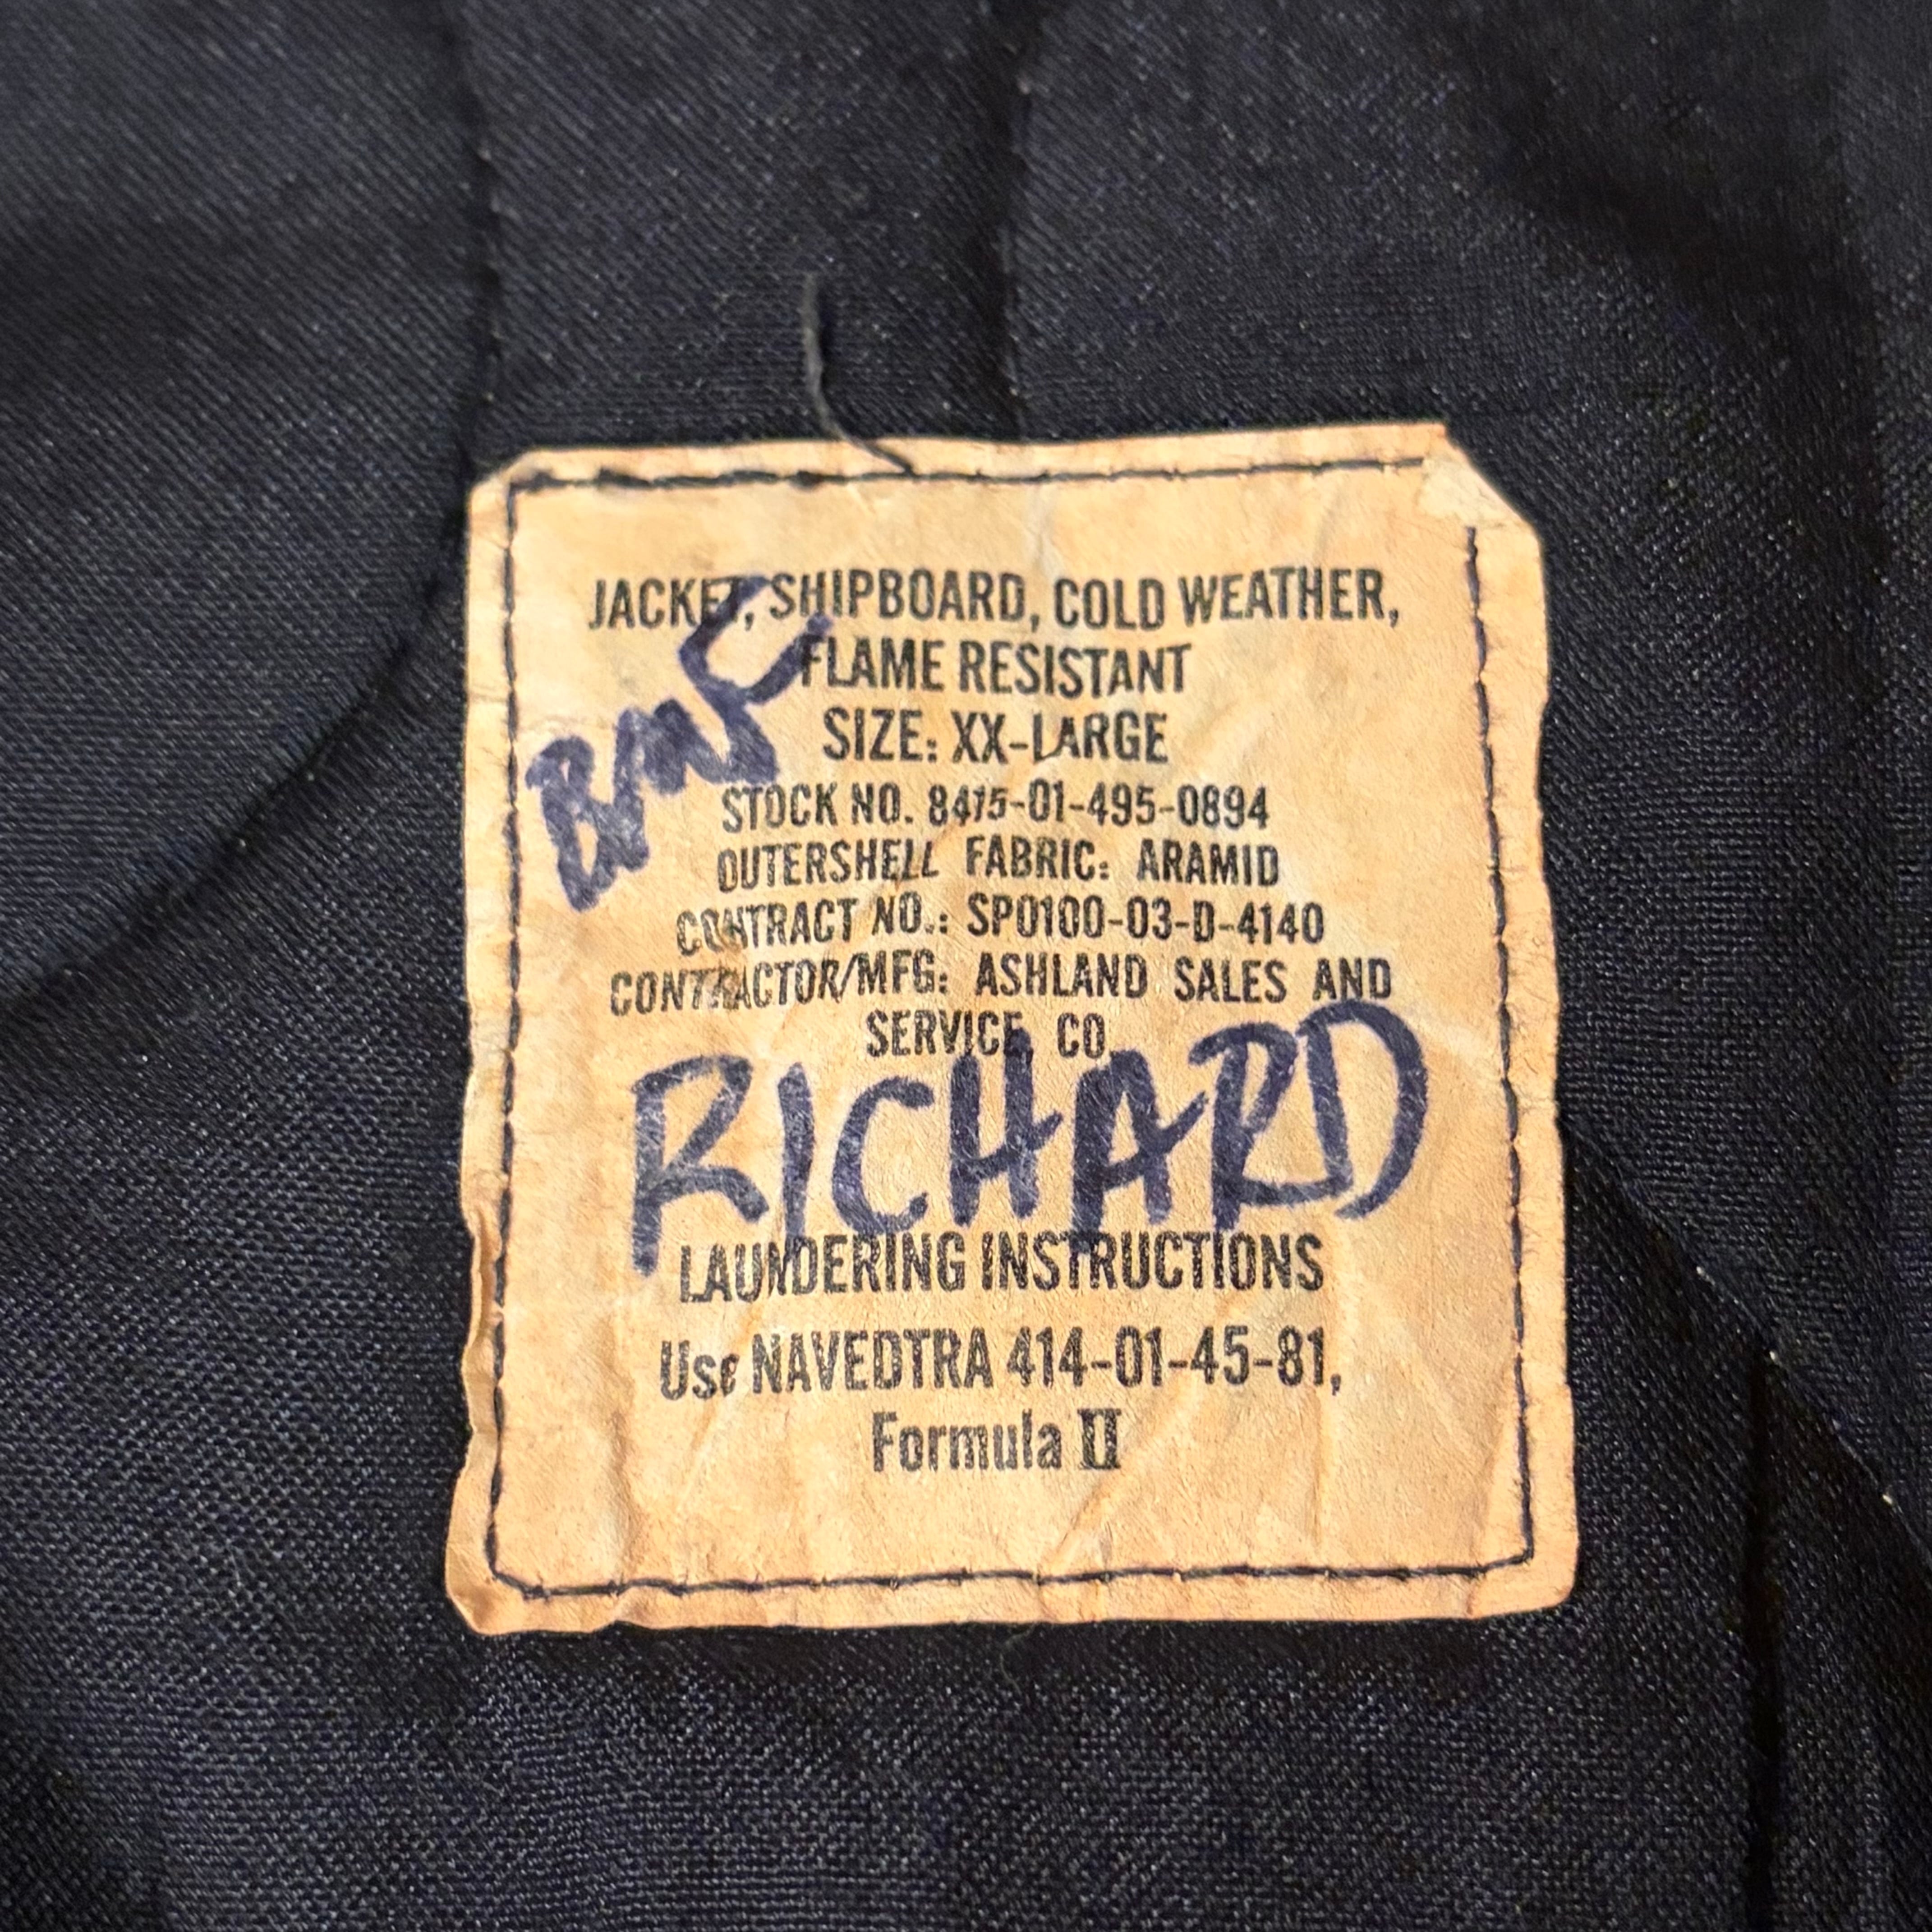 JACKET, SHIPBOARD, COLD WEATHER,
FLAME RESISTANT
SIZE: XX-LARGE
BMF
STOCK NO. 8415-01-495-0894
OUTERSHELL FABRIC: ARAMID
CONTRACT NO.: SPO100-03-D-4140
CONTRACTOR/MFG: ASHLAND SALES AND
SERVICE, CO
RICHARD
LAUNDERING INSTRUCTIONS
Use NAVEDTRA 414-01-45-81,
Formula II